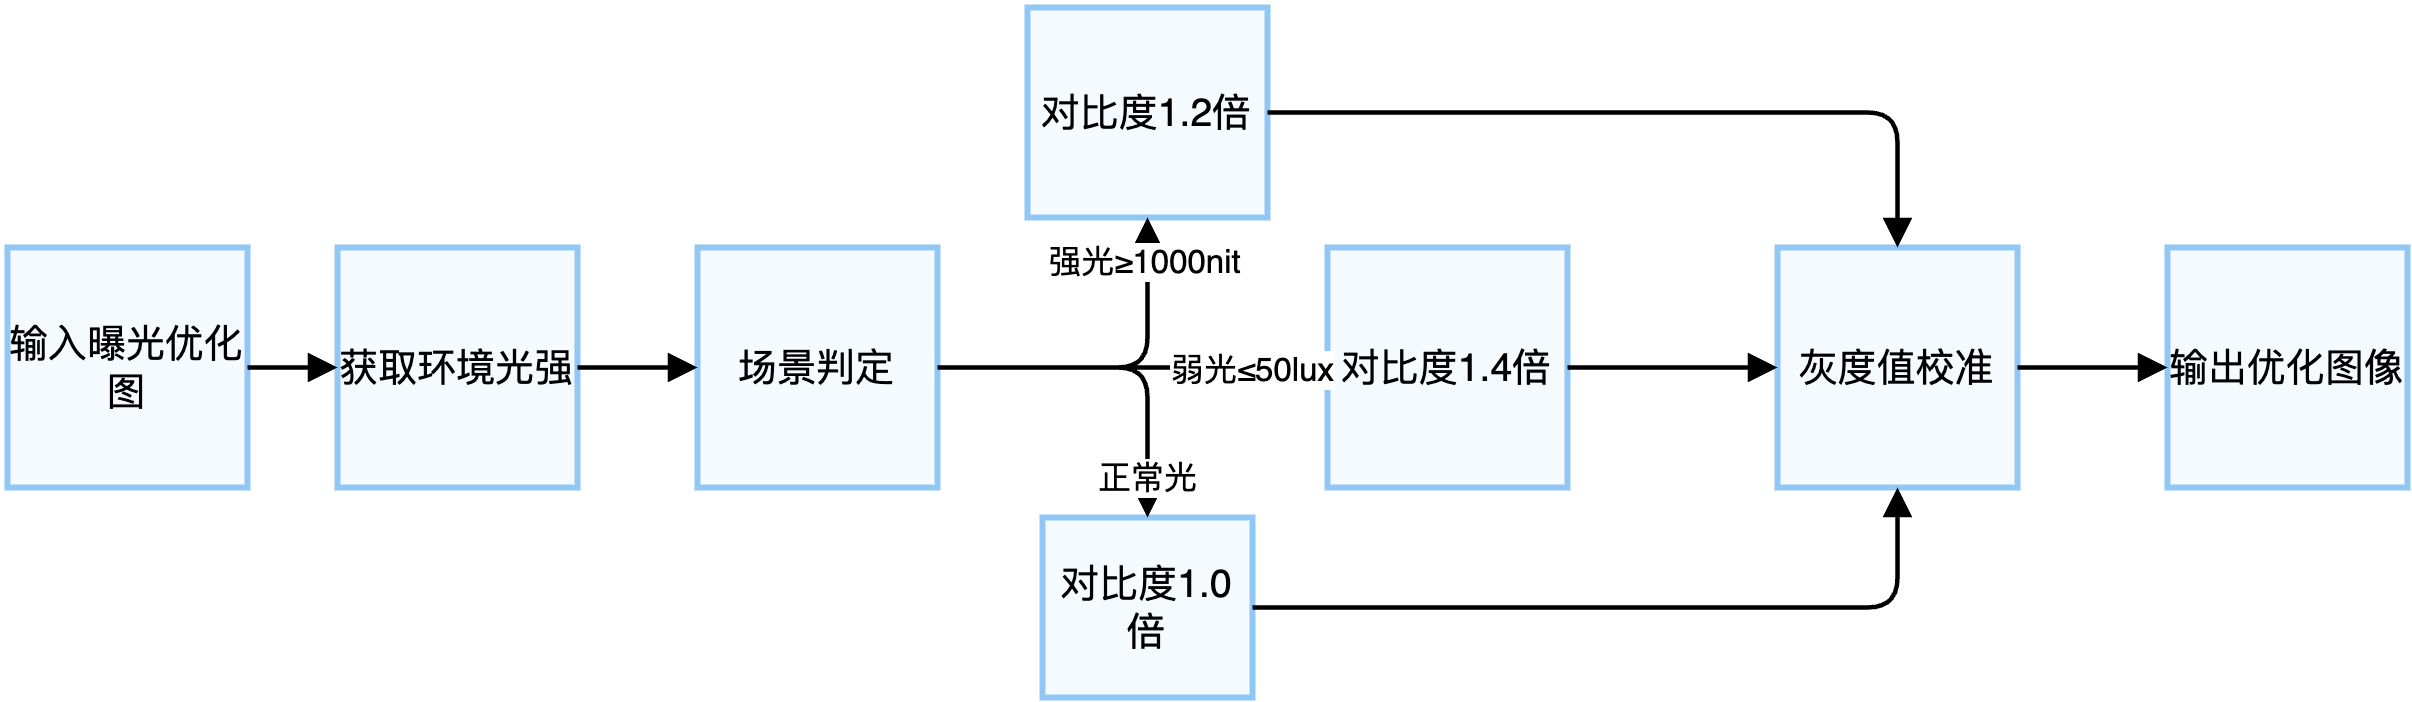 输入曝光优化
图
获取环境光强
场景判定
强光≥1000nit
对比度1.2倍
弱光≤50lux
对比度1.4倍
正常光
对比度1.0
倍
灰度值校准
输出优化图像